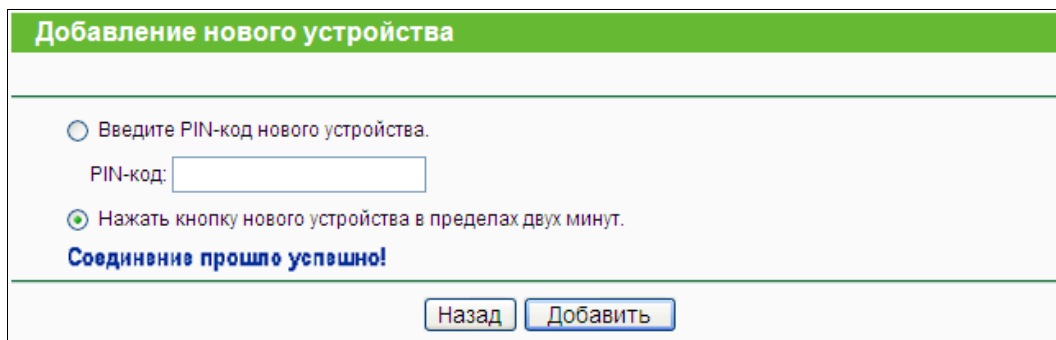 Добавление нового устройства
Введите PIN-код нового устройства.
PIN-код:
Нажать кнопку нового устройства в пределах двух минут.
Соединение прошло успешно!
Назад Добавить